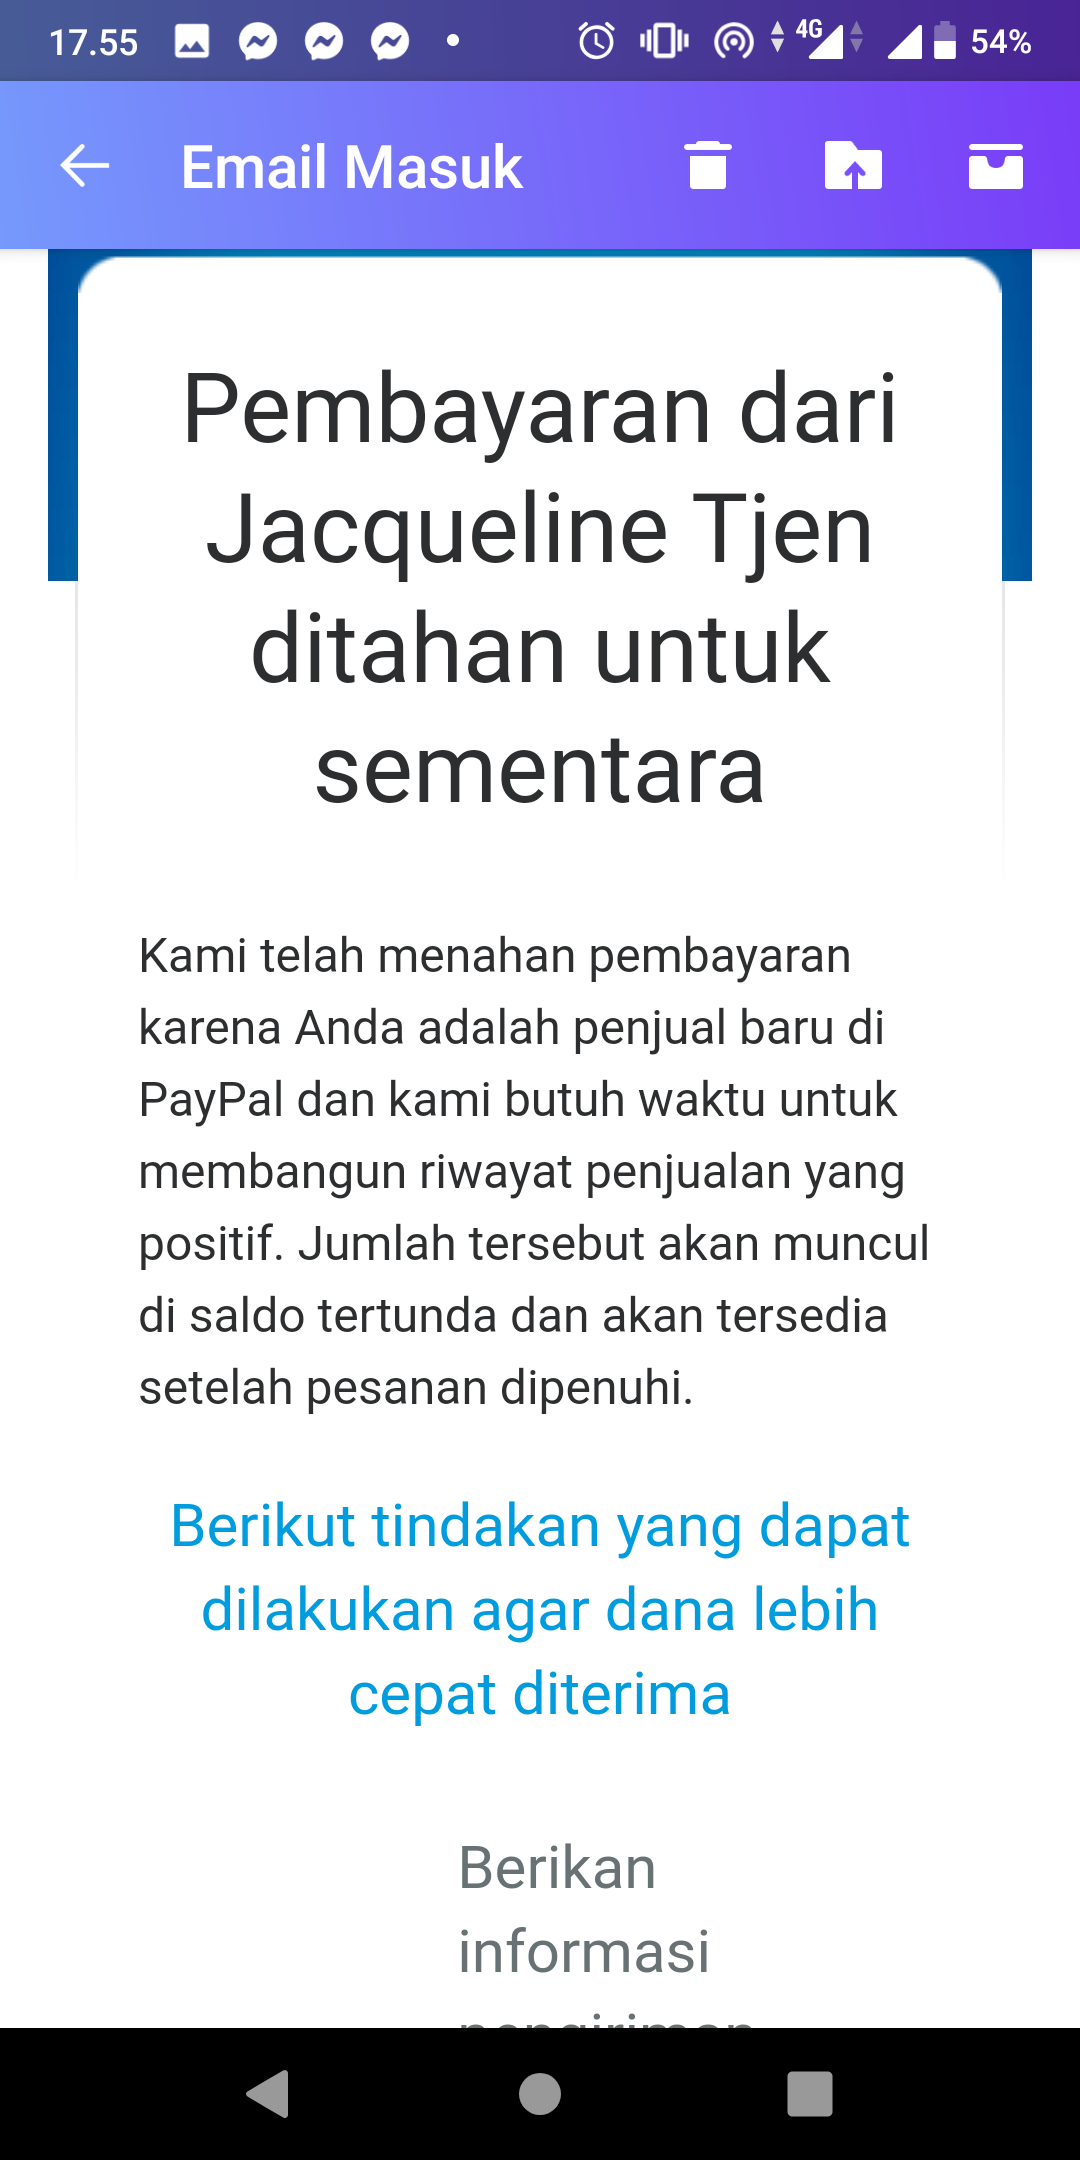 17.55
4G
54%
Email Masuk
Pembayaran dari
Jacqueline Tjen
ditahan untuk
sementara
Kami telah menahan pembayaran
karena Anda adalah penjual baru di
PayPal dan kami butuh waktu untuk
membangun riwayat penjualan yang
positif. Jumlah tersebut akan muncul
di saldo tertunda dan akan tersedia
setelah pesanan dipenuhi.
Berikut tindakan yang dapat
dilakukan agar dana lebih
cepat diterima
Berikan
informasi
pengiriman